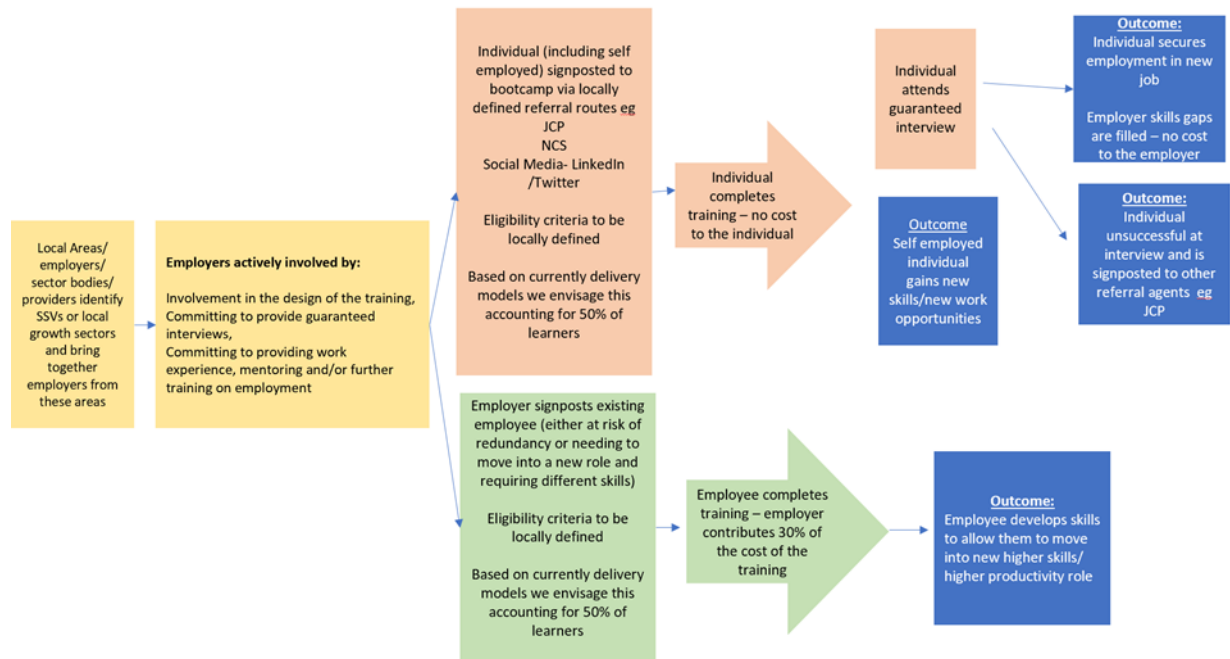 Local Areas/
employers/
sector bodies/
providers identify
SSVs or local
growth sectors
and bring
together
employers from
these areas
Employers actively involved by:
Involvement in the design of the training,
Committing to provide guaranteed
interviews,
Committing to providing work
experience, mentoring and/or further
training on employment
Individual (including self
employed) signposted to
bootcamp via locally
defined referral routes eg
JCP
NCS
Social Media- LinkedIn
/Twitter
Eligibility criteria to be
locally defined
Based on currently delivery
models we envisage this
accounting for 50% of
learners
Individual
completes
training – no cost
to the individual
Individual
attends
guaranteed
interview
Outcome
Self employed
individual
gains new
skills/new work
opportunities
Outcome:
Individual secures
employment in new
job
Employer skills gaps
are filled – no cost
to the employer
Outcome:
Individual
unsuccessful at
interview and is
signposted to other
referral agents eg
JCP
Employer signposts existing
employee (either at risk of
redundancy or needing to
move into a new role and
requiring different skills)
Eligibility criteria to be
locally defined
Based on currently delivery
models we envisage this
accounting for 50% of
learners
Employee completes
training – employer
contributes 30% of
the cost of the
training
Outcome:
Employee develops skills
to allow them to move
into new higher skills/
higher productivity role